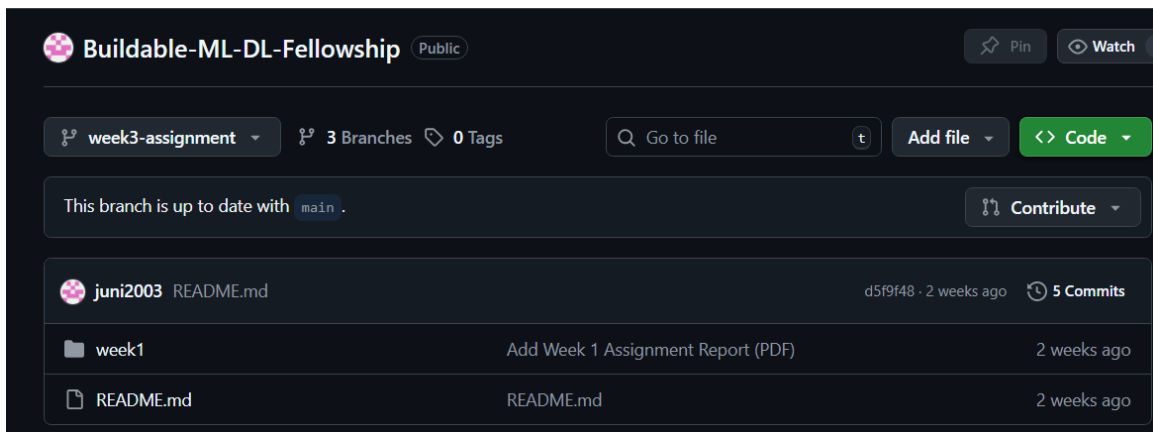 Buildable-ML-DL-Fellowship Public Pin Watch
week3-assignment 3 Branches 0 Tags Go to file t Add file Code
This branch is up to date with main. Contribute
juni2003 README.md d5f9f48 · 2 weeks ago 5 Commits
week1 Add Week 1 Assignment Report (PDF) 2 weeks ago
README.md README.md 2 weeks ago